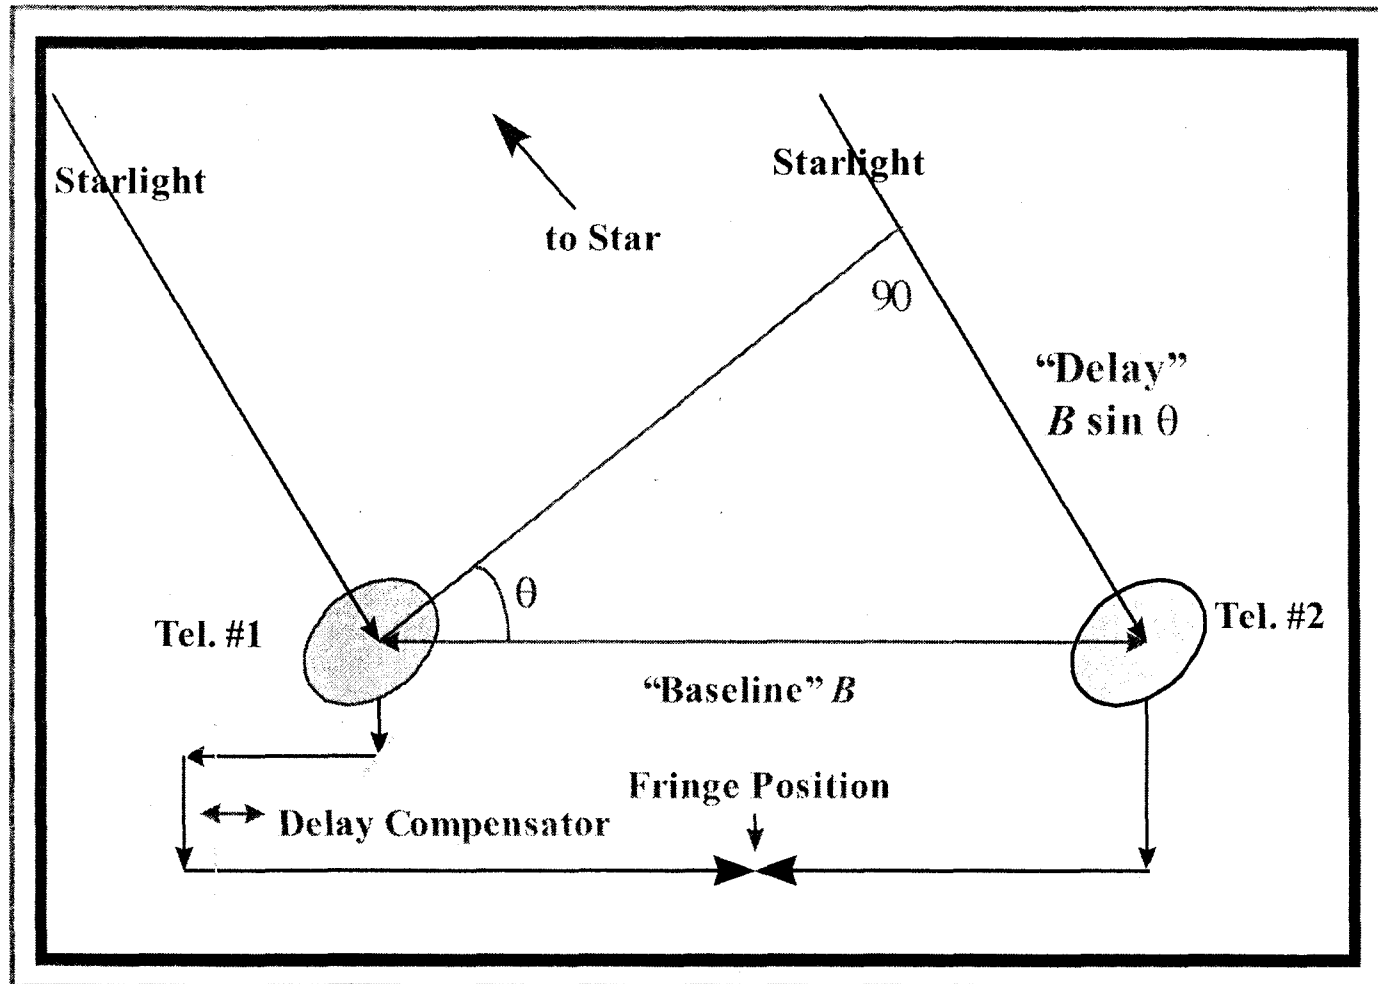 Starlight
Starlight
to Star
90
“Delay”
B sin θ
θ
Tel. #1
Tel. #2
“Baseline” B
Fringe Position
Delay Compensator